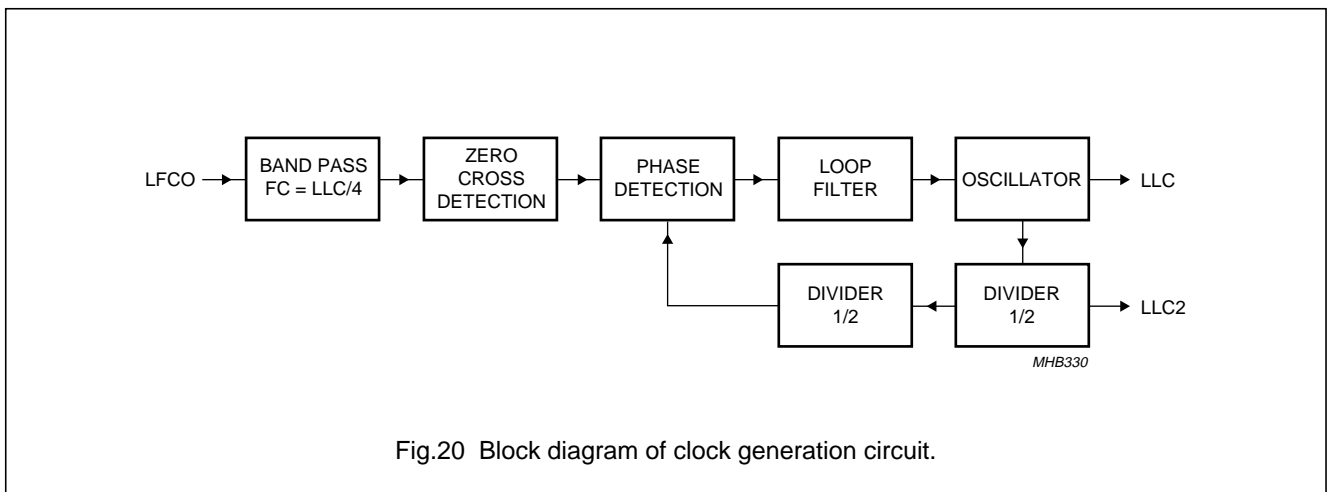 LFCO
BAND PASS
FC = LLC/4
ZERO
CROSS
DETECTION
PHASE
DETECTION
LOOP
FILTER
OSCILLATOR
LLC
DIVIDER
1/2
DIVIDER
1/2
LLC2
MHB330
Fig.20 Block diagram of clock generation circuit.